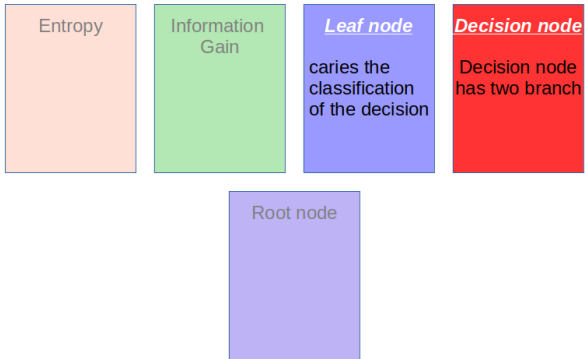 Entropy
Information
Gain
Leaf node
caries the
classification
of the decision
Decision node
Decision node
has two branch
Root node